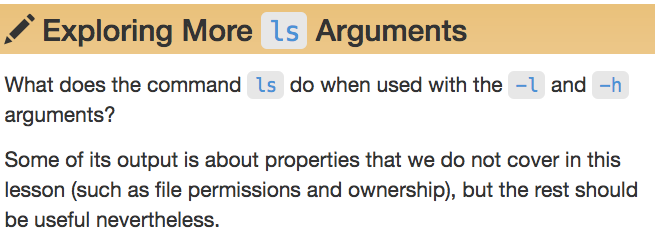 Exploring More ls Arguments
What does the command ls do when used with the -l and -h
arguments?
Some of its output is about properties that we do not cover in this
lesson (such as file permissions and ownership), but the rest should
be useful nevertheless.